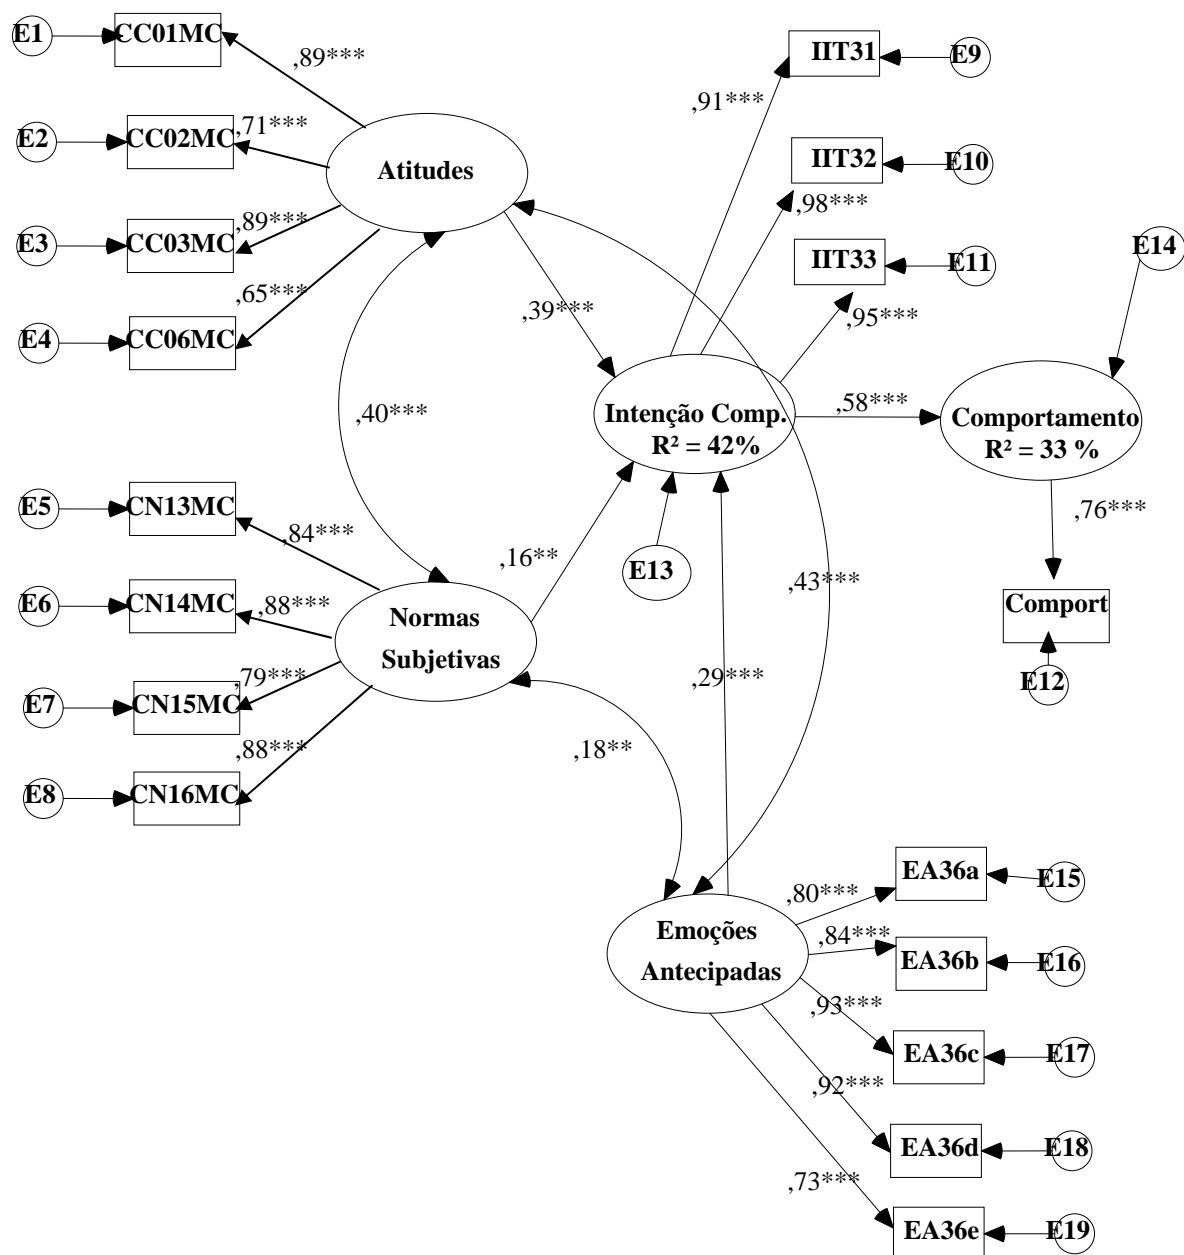 E1
CC01MC
,89***
E2
CC02MC
,71***
E3
CC03MC
,89***
E4
CC06MC
,65***
Atitudes
IIT31
E9
,91***
IIT32
E10
,98***
IIT33
E11
,95***
E14
,39***
,40***
Intenção Comp.
R² = 42%
,58***
Comportamento
R² = 33 %
,76***
Comport
E12
E13
E5
CN13MC
,84***
E6
CN14MC
,88***
E7
CN15MC
,79***
E8
CN16MC
,88***
Normas
Subjetivas
,16**
,43***
,29***
,18**
Emoções
Antecipadas
,80***
EA36a
E15
,84***
EA36b
E16
,93***
EA36c
E17
,92***
EA36d
E18
,73***
EA36e
E19